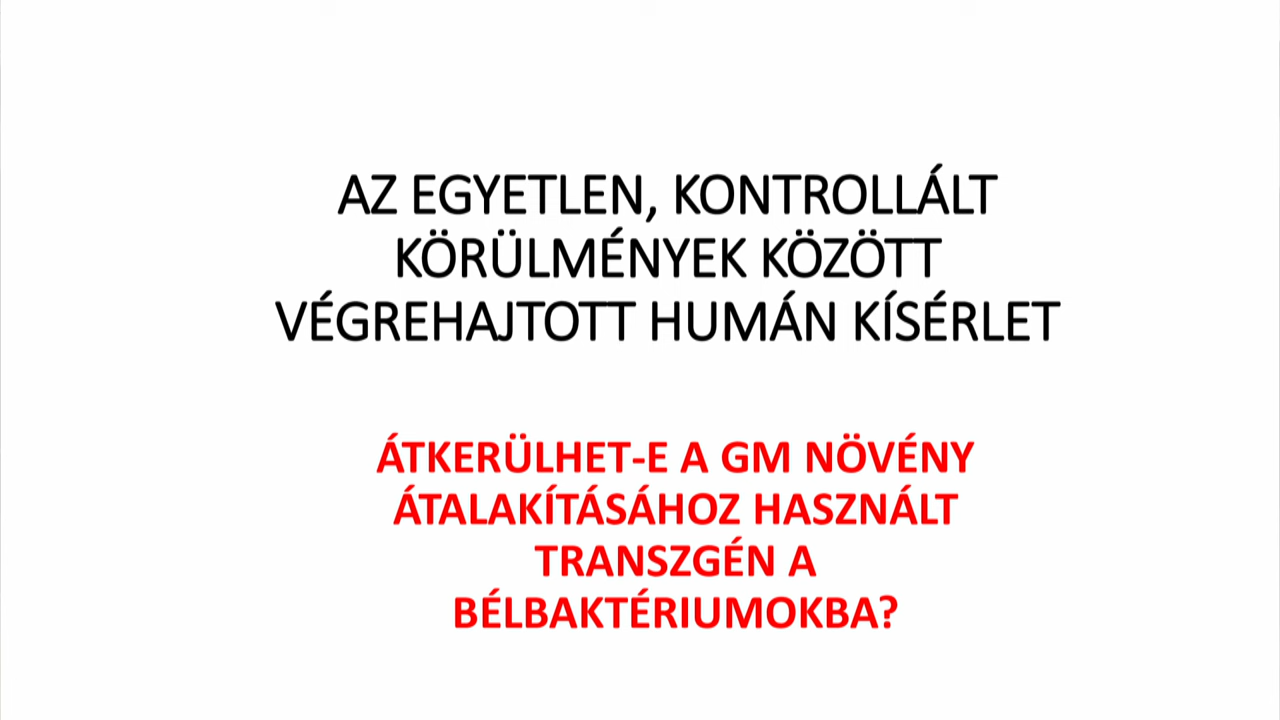 AZ EGYETLEN, KONTROLLÁLT
KÖRÜLMÉNYEK KÖZÖTT
VÉGREHAJTOTT HUMÁN KÍSÉRLET
ÁTKERÜLHET-E A GM NÖVÉNY
ÁTALAKÍTÁSÁHOZ HASZNÁLT
TRANSZGÉN A
BÉLBAKTÉRIUMOKBA?